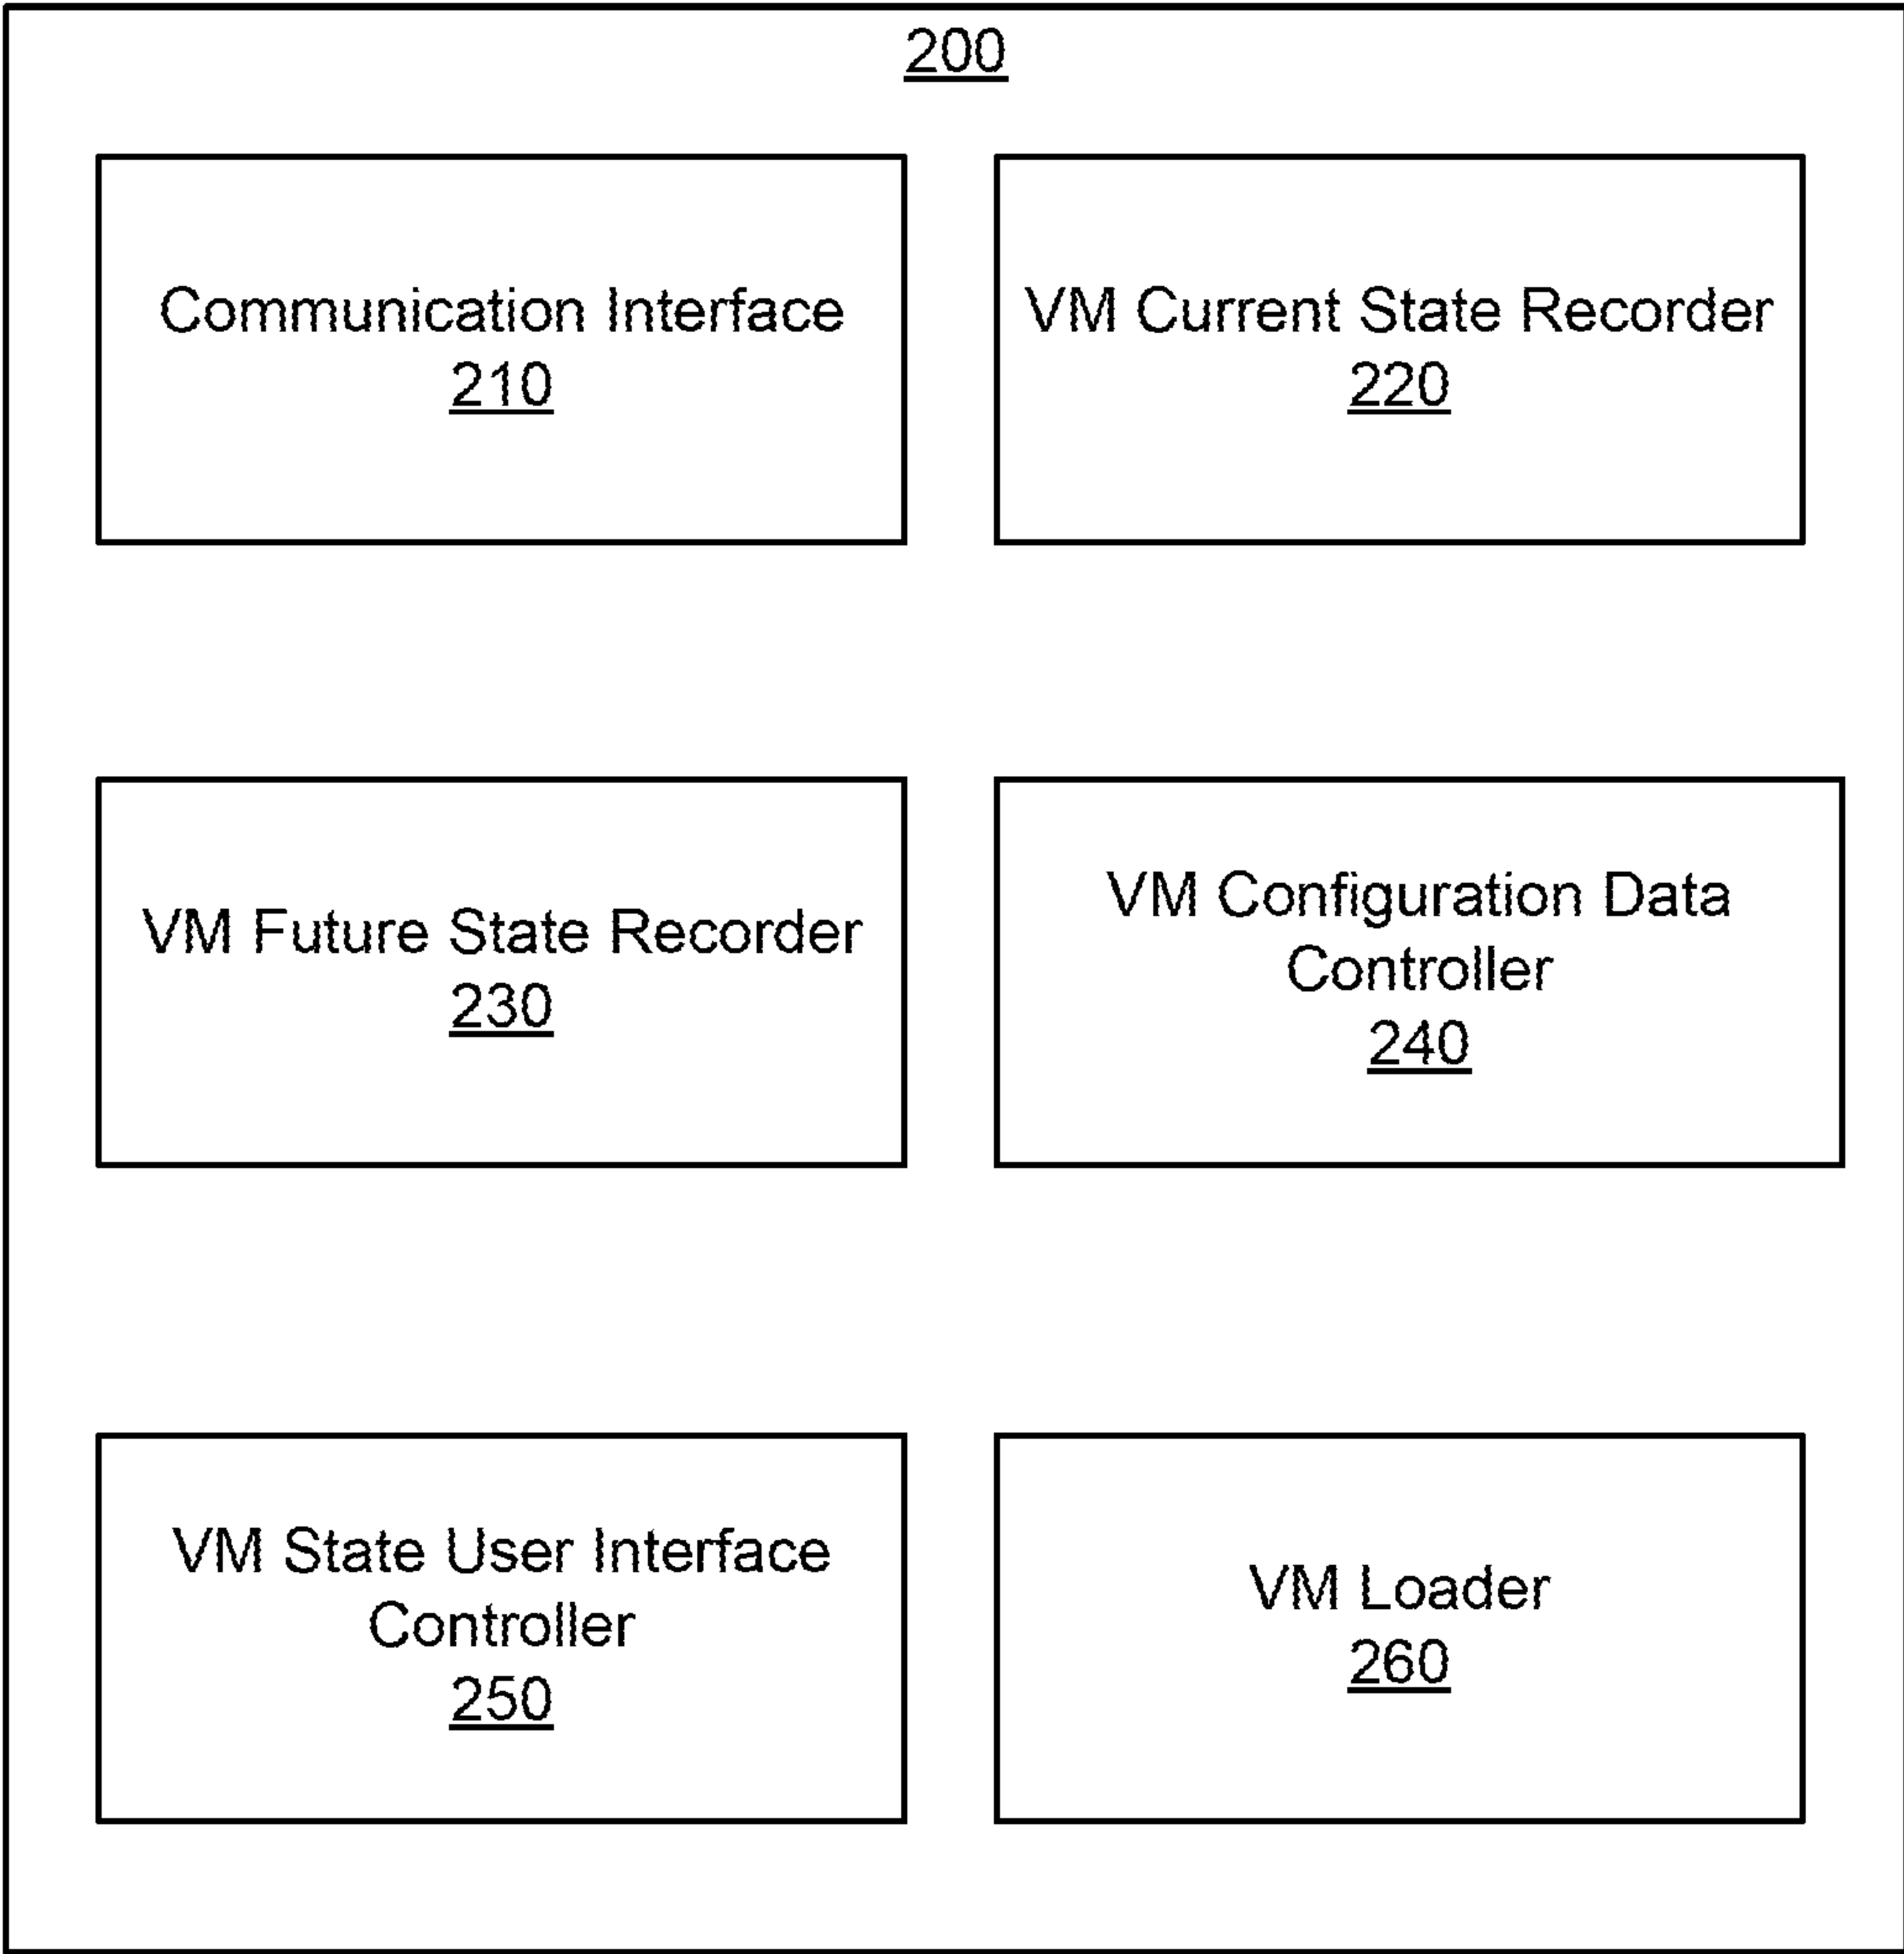 200
Communication Interface
210
VM Current State Recorder
220
VM Future State Recorder
230
VM Configuration Data
Controller
240
VM State User Interface
Controller
250
VM Loader
260